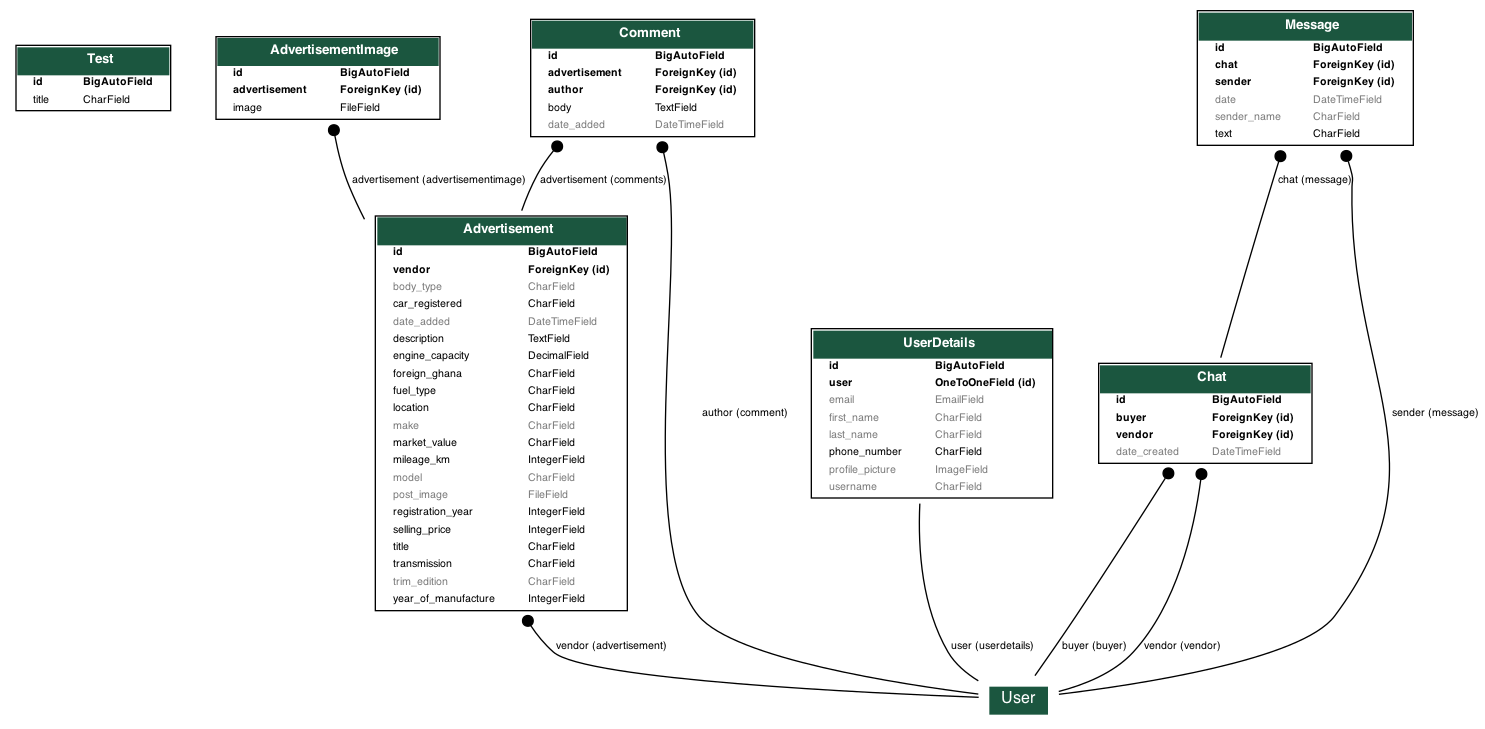 Test
id BigAutoField
title CharField
AdvertisementImage
id BigAutoField
advertisement ForeignKey (id)
image FileField
Comment
id BigAutoField
advertisement ForeignKey (id)
author ForeignKey (id)
body TextField
date_added DateTimeField
Message
id BigAutoField
chat ForeignKey (id)
sender ForeignKey (id)
date DateTimeField
sender_name CharField
text CharField
advertisement (advertisementimage)
advertisement (comments)
chat (message)
Advertisement
id BigAutoField
vendor ForeignKey (id)
body_type CharField
car_registered CharField
date_added DateTimeField
description TextField
engine_capacity DecimalField
foreign_ghana CharField
fuel_type CharField
location CharField
make CharField
market_value CharField
mileage_km IntegerField
model CharField
post_image FileField
registration_year IntegerField
selling_price IntegerField
title CharField
transmission CharField
trim_edition CharField
year_of_manufacture IntegerField
author (comment)
UserDetails
id BigAutoField
user OneToOneField (id)
email EmailField
first_name CharField
last_name CharField
phone_number CharField
profile_picture ImageField
username CharField
Chat
id BigAutoField
buyer ForeignKey (id)
vendor ForeignKey (id)
date_created DateTimeField
sender (message)
vendor (advertisement)
user (userdetails)
buyer (buyer)
vendor (vendor)
User